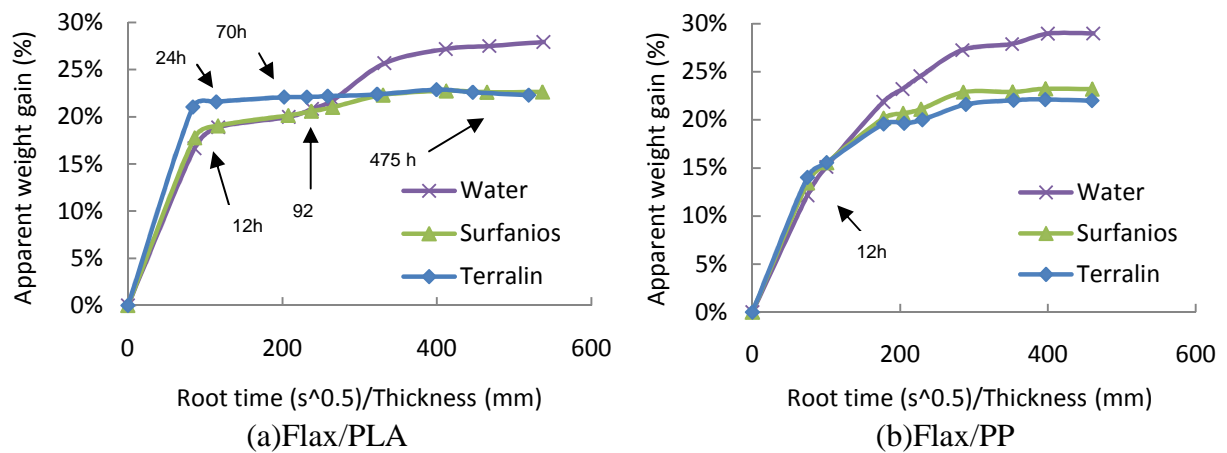 Apparent weight gain (%)
30%
25%
20%
15%
10%
5%
0%
24h
70h
475 h
12h
92
Water
Surfanios
Terralin
0
200
400
600
Root time (s^0.5)/Thickness (mm)
(a)Flax/PLA
Apparent weight gain (%)
30%
25%
20%
15%
10%
5%
0%
12h
Water
Surfanios
Terralin
0
200
400
600
Root time (s^0.5)/Thickness (mm)
(b)Flax/PP